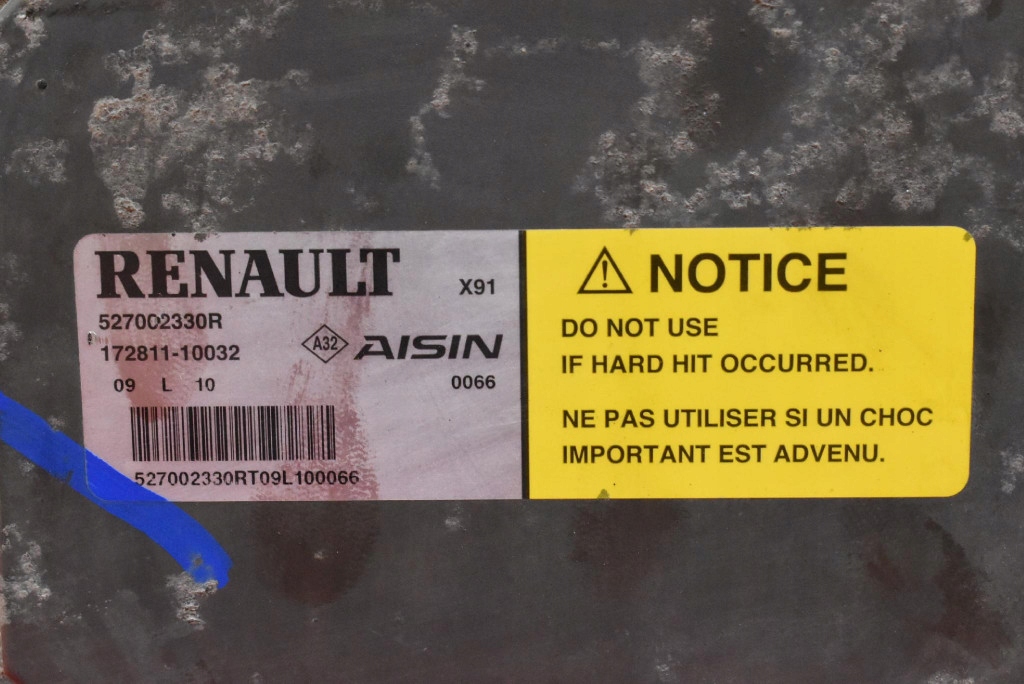 RENAULT
X91
527002330R
172811-10032
A32
AISIN
09 L 10
0066
527002330RT09L100066
NOTICE
DO NOT USE
IF HARD HIT OCCURRED.
NE PAS UTILISER SI UN CHOC
IMPORTANT EST ADVENU.